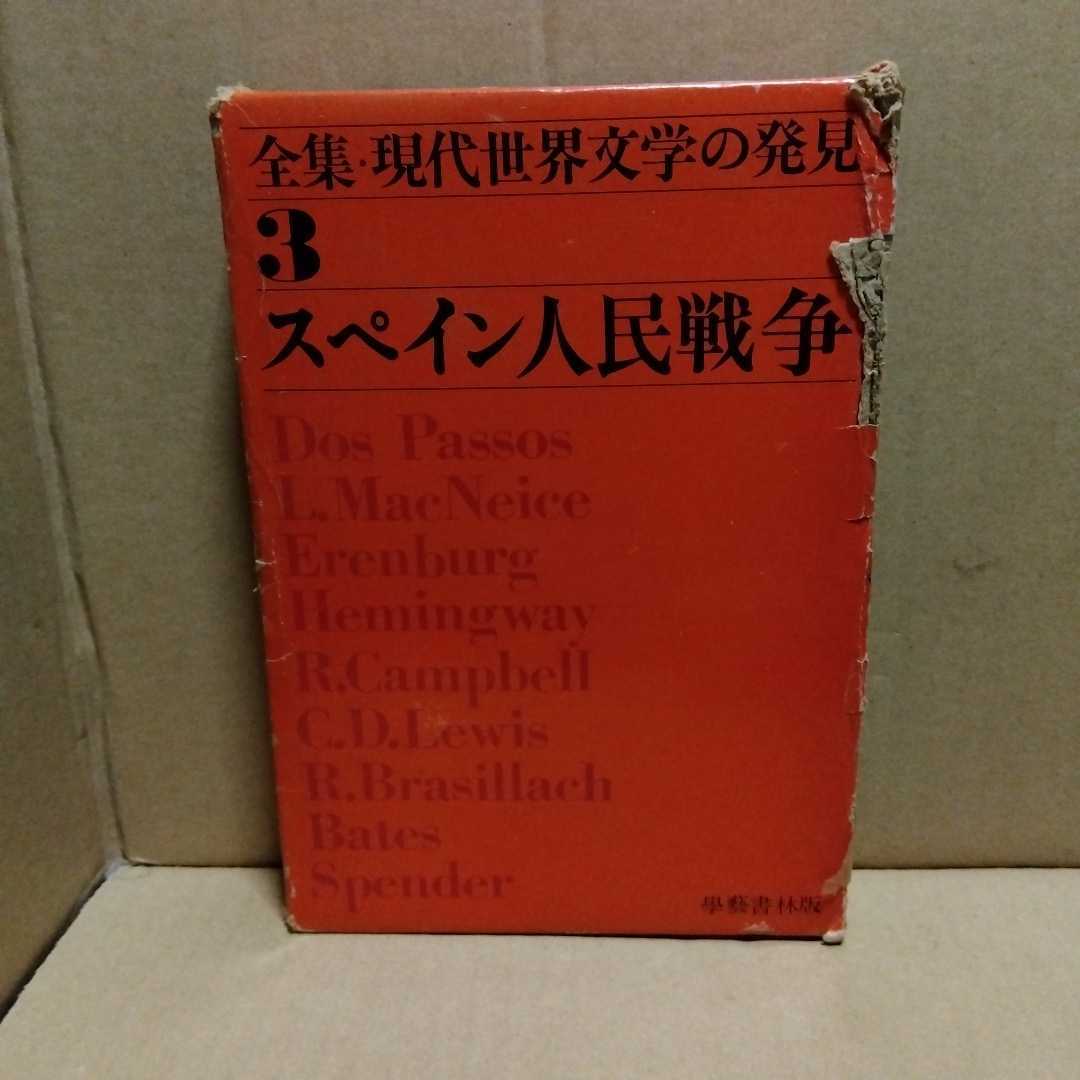 全集・現代世界文学の発見
3
スペイン人民戦争
Dos Passos
L.MacNeice
Erenburg
Hemingway
R.Campbell
C.D.Lewis
R.Brasillach
Bates
Spender
學藝書林版